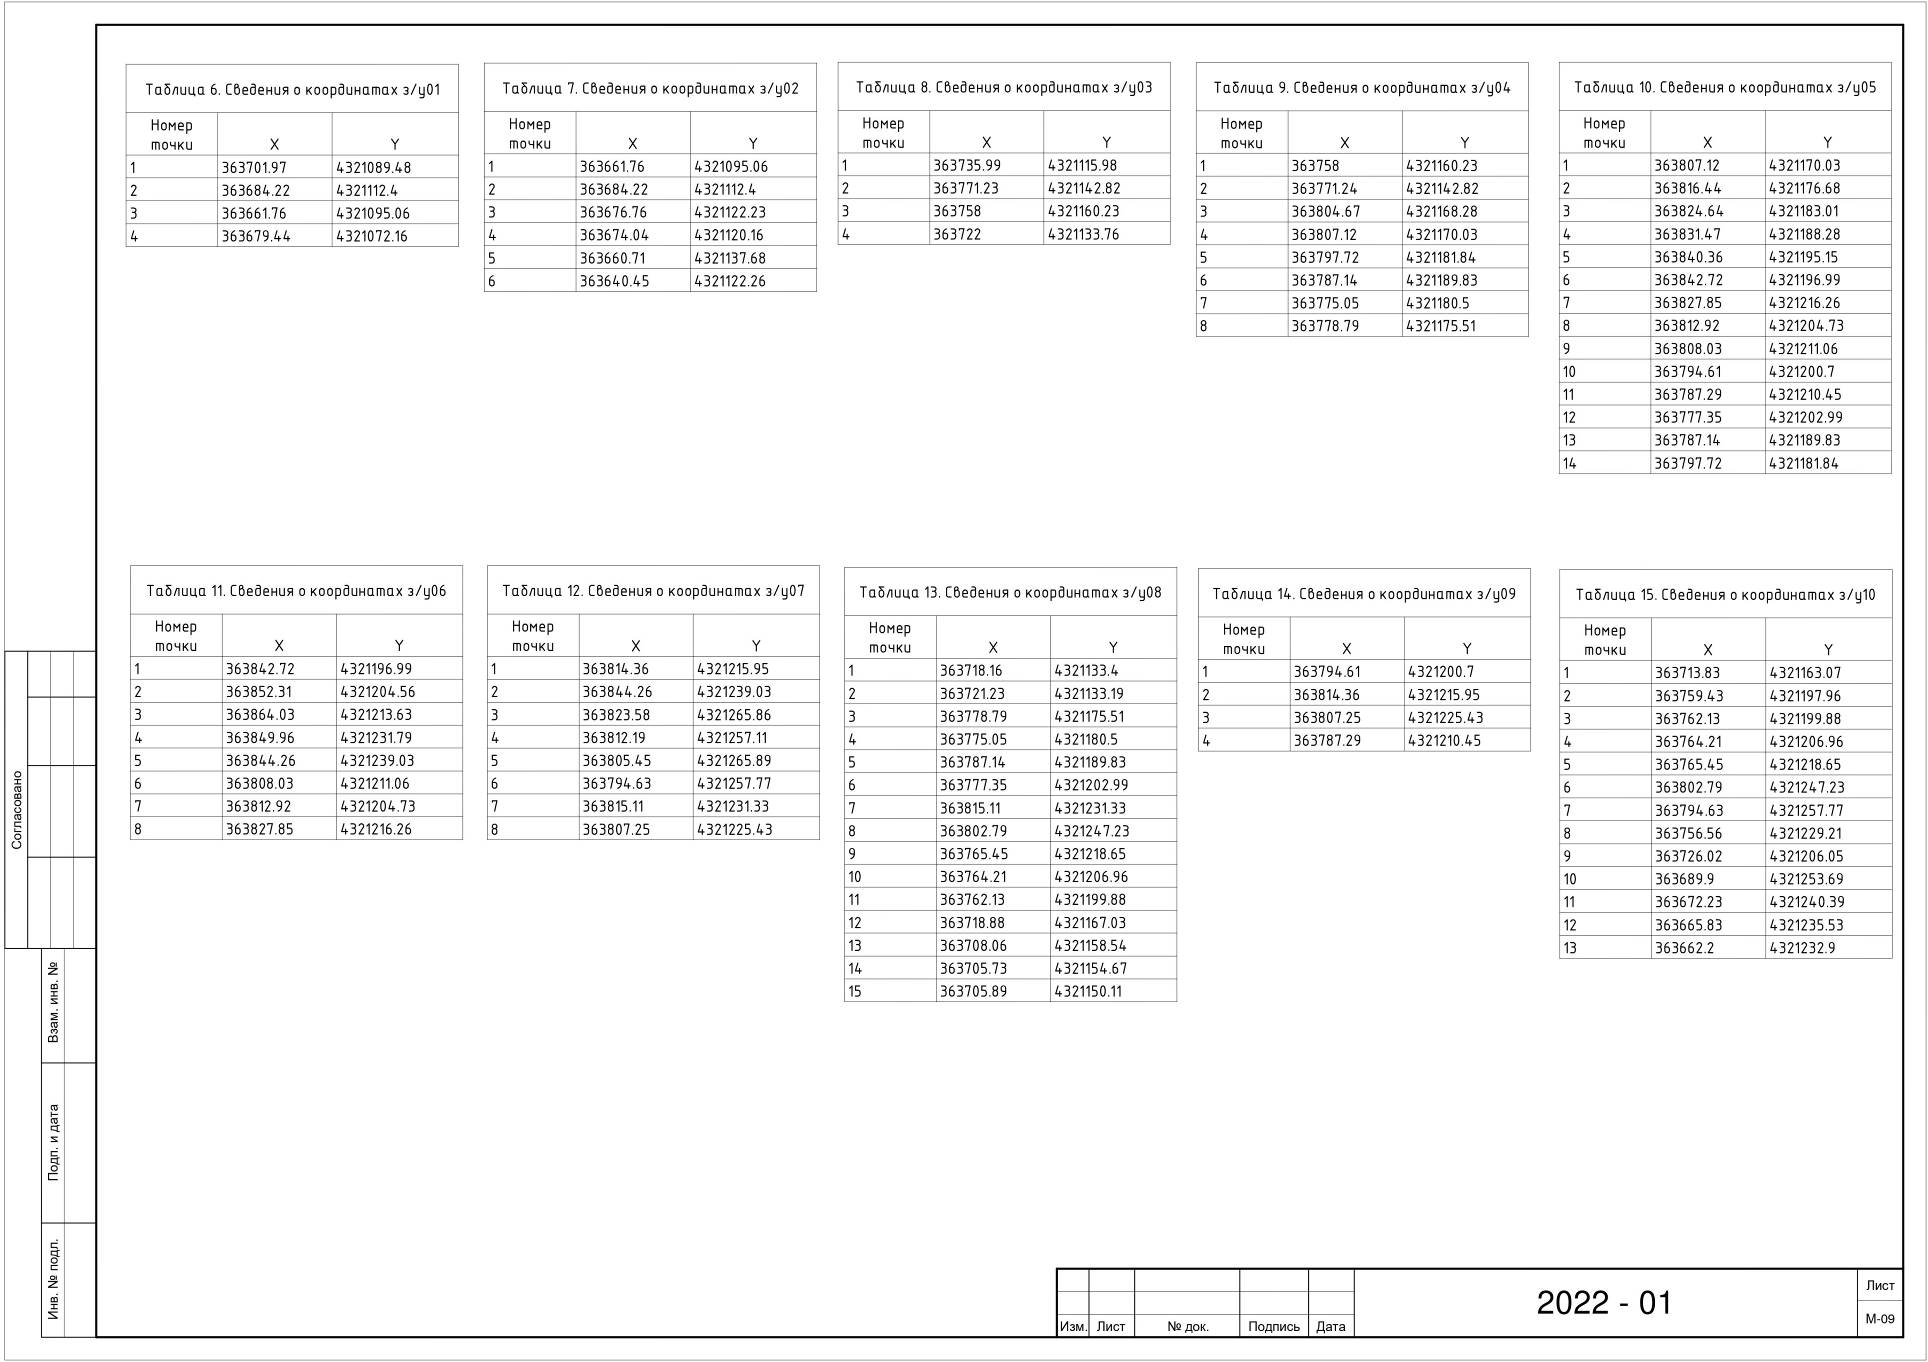 Таблица 6. Сведения о координатах з/у01
Номер
точки X Y
1 363701.97 4321089.48
2 363684.22 4321112.4
3 363661.76 4321095.06
4 363679.44 4321072.16
Таблица 7. Сведения о координатах з/у02
Номер
точки X Y
1 363661.76 4321095.06
2 363684.22 4321112.4
3 363676.76 4321122.23
4 363674.04 4321120.16
5 363660.71 4321137.68
6 363640.45 4321122.26
Таблица 8. Сведения о координатах з/у03
Номер
точки X Y
1 363735.99 4321115.98
2 363771.23 4321142.82
3 363758 4321160.23
4 363722 4321133.76
Таблица 9. Сведения о координатах з/у04
Номер
точки X Y
1 363758 4321160.23
2 363771.24 4321142.82
3 363804.67 4321168.28
4 363807.12 4321170.03
5 363797.72 4321181.84
6 363787.14 4321189.83
7 363775.05 4321180.5
8 363778.79 4321175.51
Таблица 10. Сведения о координатах з/у05
Номер
точки X Y
1 363807.12 4321170.03
2 363816.44 4321176.68
3 363824.64 4321183.01
4 363831.47 4321188.28
5 363840.36 4321195.15
6 363842.72 4321196.99
7 363827.85 4321216.26
8 363812.92 4321204.73
9 363808.03 4321211.06
10 363794.61 4321200.7
11 363787.29 4321210.45
12 363777.35 4321202.99
13 363787.14 4321189.83
14 363797.72 4321181.84
Таблица 11. Сведения о координатах з/у06
Номер
точки X Y
1 363842.72 4321196.99
2 363852.31 4321204.56
3 363864.03 4321213.63
4 363849.96 4321231.79
5 363844.26 4321239.03
6 363808.03 4321211.06
7 363812.92 4321204.73
8 363827.85 4321216.26
Таблица 12. Сведения о координатах з/у07
Номер
точки X Y
1 363814.36 4321215.95
2 363844.26 4321239.03
3 363823.58 4321265.86
4 363812.19 4321257.11
5 363805.45 4321265.89
6 363794.63 4321257.77
7 363815.11 4321231.33
8 363807.25 4321225.43
Таблица 13. Сведения о координатах з/у08
Номер
точки X Y
1 363718.16 4321133.4
2 363721.23 4321133.19
3 363778.79 4321175.51
4 363775.05 4321180.5
5 363787.14 4321189.83
6 363777.35 4321202.99
7 363815.11 4321231.33
8 363802.79 4321247.23
9 363765.45 4321218.65
10 363764.21 4321206.96
11 363762.13 4321199.88
12 363718.88 4321167.03
13 363708.06 4321158.54
14 363705.73 4321154.67
15 363705.89 4321150.11
Таблица 14. Сведения о координатах з/у09
Номер
точки X Y
1 363794.61 4321200.7
2 363814.36 4321215.95
3 363807.25 4321225.43
4 363787.29 4321210.45
Таблица 15. Сведения о координатах з/у10
Номер
точки X Y
1 363713.83 4321163.07
2 363759.43 4321197.96
3 363762.13 4321199.88
4 363764.21 4321206.96
5 363765.45 4321218.65
6 363802.79 4321247.23
7 363794.63 4321257.77
8 363756.56 4321229.21
9 363726.02 4321206.05
10 363689.9 4321253.69
11 363672.23 4321240.39
12 363665.83 4321235.53
13 363662.2 4321232.9
Согласовано
Взам. инв. №
Подп. и дата
Инв. № подл.
Изм. Лист № док. Подпись Дата
2022 - 01
Лист
М-09